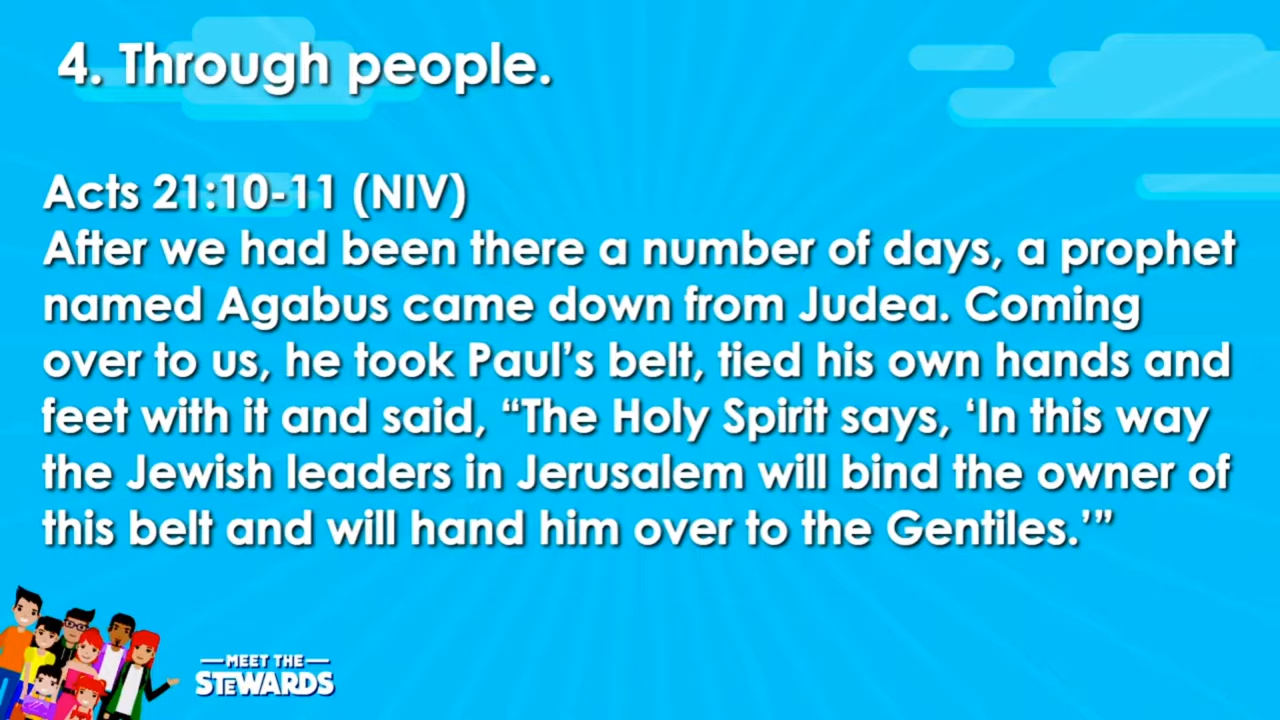 4. Through people.
Acts 21:10-11 (NIV)
After we had been there a number of days, a prophet
named Agabus came down from Judea. Coming
over to us, he took Paul’s belt, tied his own hands and
feet with it and said, “The Holy Spirit says, ‘In this way
the Jewish leaders in Jerusalem will bind the owner of
this belt and will hand him over to the Gentiles.’”
MEET THE
STEWARDS